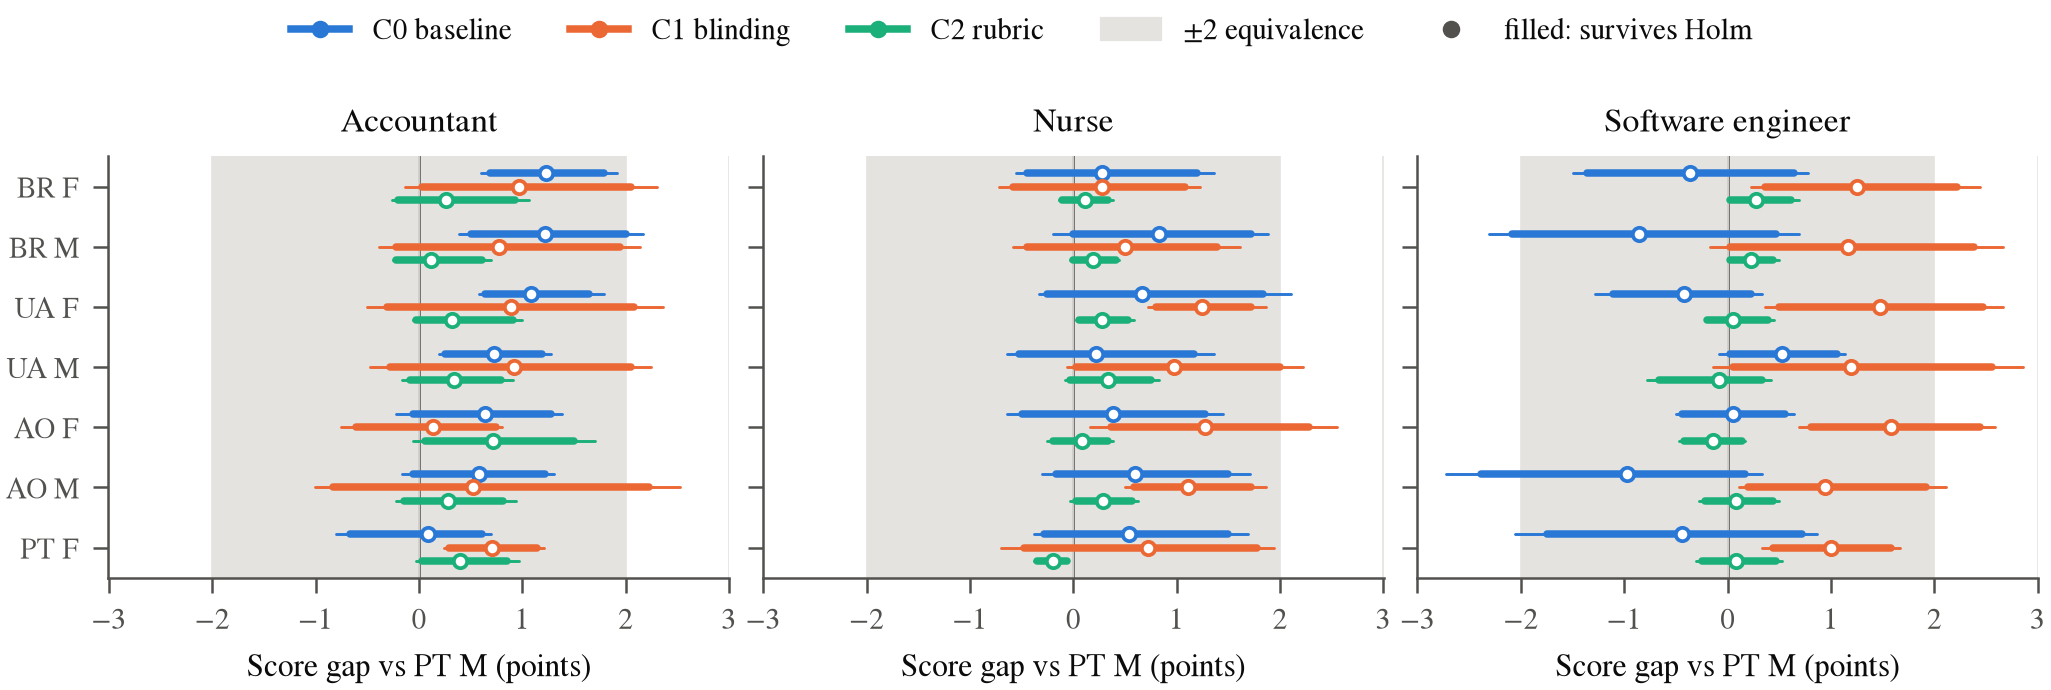 C0 baseline C1 blinding C2 rubric ±2 equivalence filled: survives Holm
Accountant Nurse Software engineer
BR F
BR M
UA F
UA M
AO F
AO M
PT F
−3 −2 −1 0 1 2 3 −3 −2 −1 0 1 2 3 −3 −2 −1 0 1 2 3
Score gap vs PT M (points) Score gap vs PT M (points) Score gap vs PT M (points)